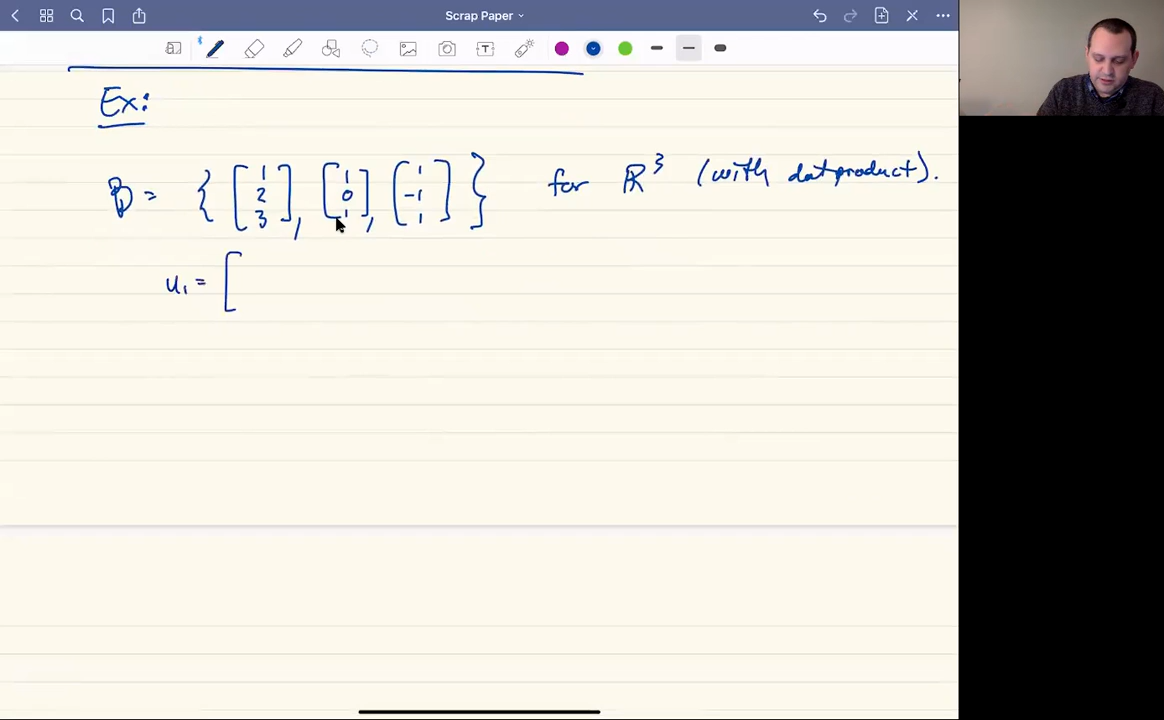 Scrap Paper
Ex:
B = { [1 2 3], [1 0 1], [1 -1 1] } for ℝ³ (with dot product).
u₁ = [